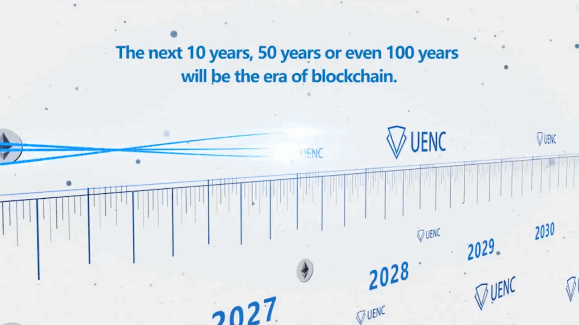 The next 10 years, 50 years or even 100 years
will be the era of blockchain.
UENC
UENC
UENC
UENC
2030
2029
2028
UENC
2027
UENC